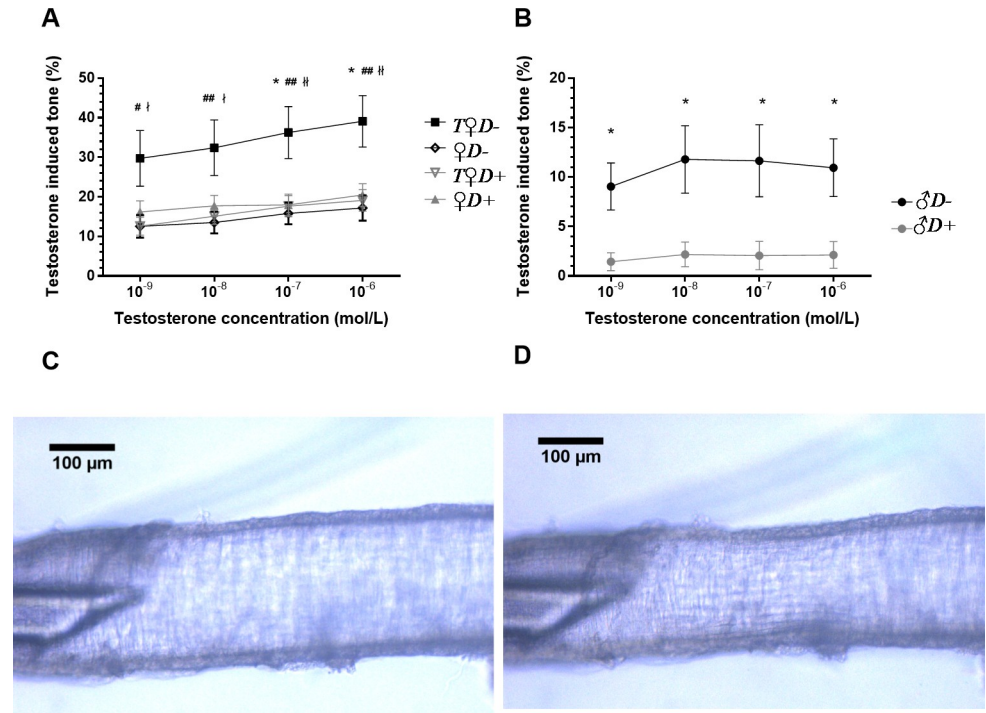 A
Testosterone induced tone (%)
50
40
30
20
10
0
# ∤
## ∤
* ## ∦
* ## ∦
10-9
10-8
10-7
10-6
Testosterone concentration (mol/L)
T♀D-
♀D-
T♀D+
♀D+
B
Testosterone induced tone (%)
20
15
10
5
0
*
*
*
*
10-9
10-8
10-7
10-6
Testosterone concentration (mol/L)
♂D-
♂D+
C
100 µm
D
100 µm